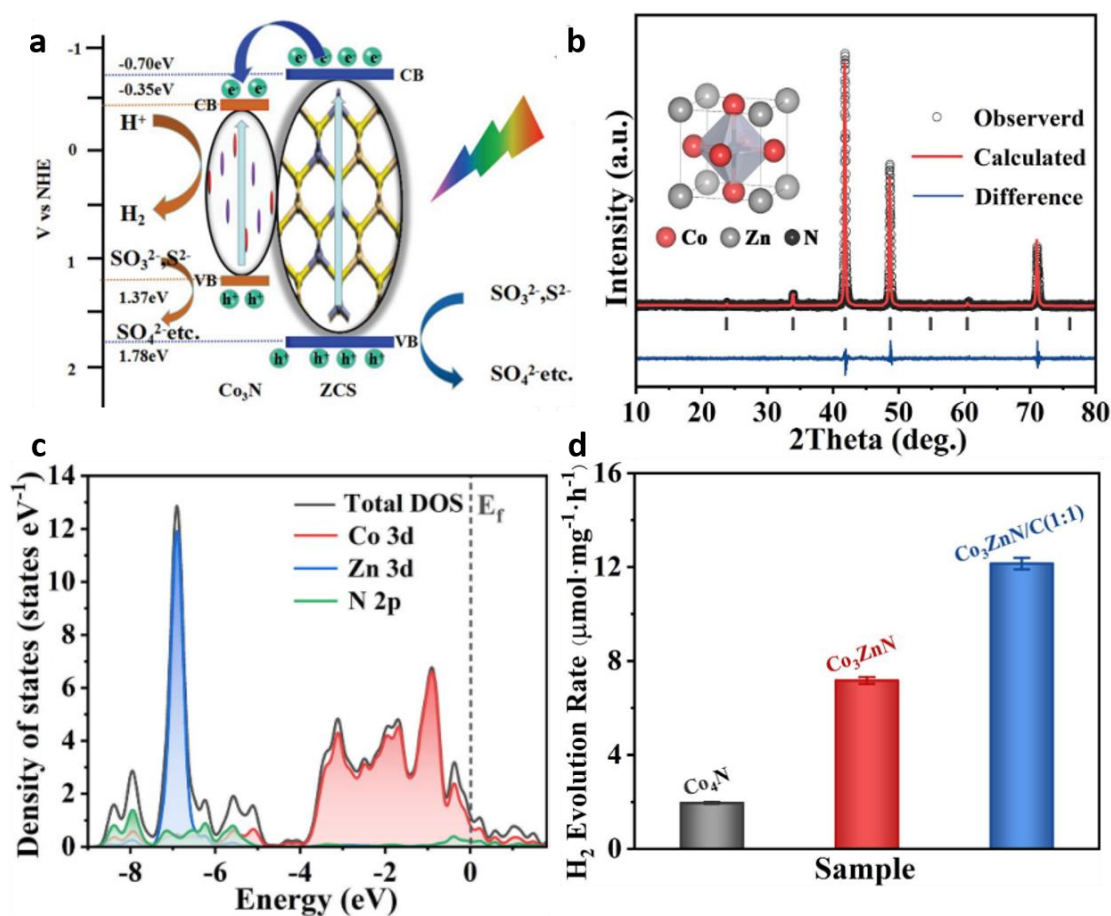 a
-1
0
1
2
V vs NHE
-0.70eV
-0.35eV
CB
CB
e⁻ e⁻ e⁻ e⁻
e⁻ e⁻
H⁺
H₂
SO₃²⁻,S²⁻
VB
1.37eV
h⁺ h⁺
SO₄²⁻etc.
1.78eV
VB
h⁺ h⁺ h⁺ h⁺
SO₃²⁻,S²⁻
SO₄²⁻etc.
Co₃N
ZCS
b
Intensity (a.u.)
Observerd
Calculated
Difference
Co Zn N
10 20 30 40 50 60 70 80
2Theta (deg.)
c
Density of states (states eV⁻¹)
14
12
10
8
6
4
2
0
Total DOS
Co 3d
Zn 3d
N 2p
E_f
-8 -6 -4 -2 0
Energy (eV)
d
H₂ Evolution Rate (μmol·mg⁻¹·h⁻¹)
16
12
8
4
0
Co₄N
Co₃ZnN
Co₃ZnN/C(1:1)
Sample